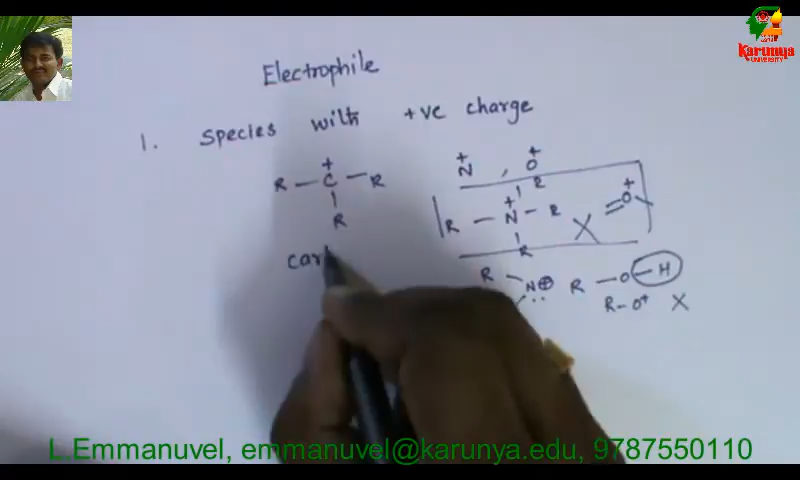 Karunya
UNIVERSITY
Electrophile
1. Species with +ve charge
+ + +
R — C — R N , O
R
R
+ +
R — N — R X = O
R
R
car
R N⊕ R — O — H
R - O+ X
L.Emmanuvel, emmanuvel@karunya.edu, 9787550110